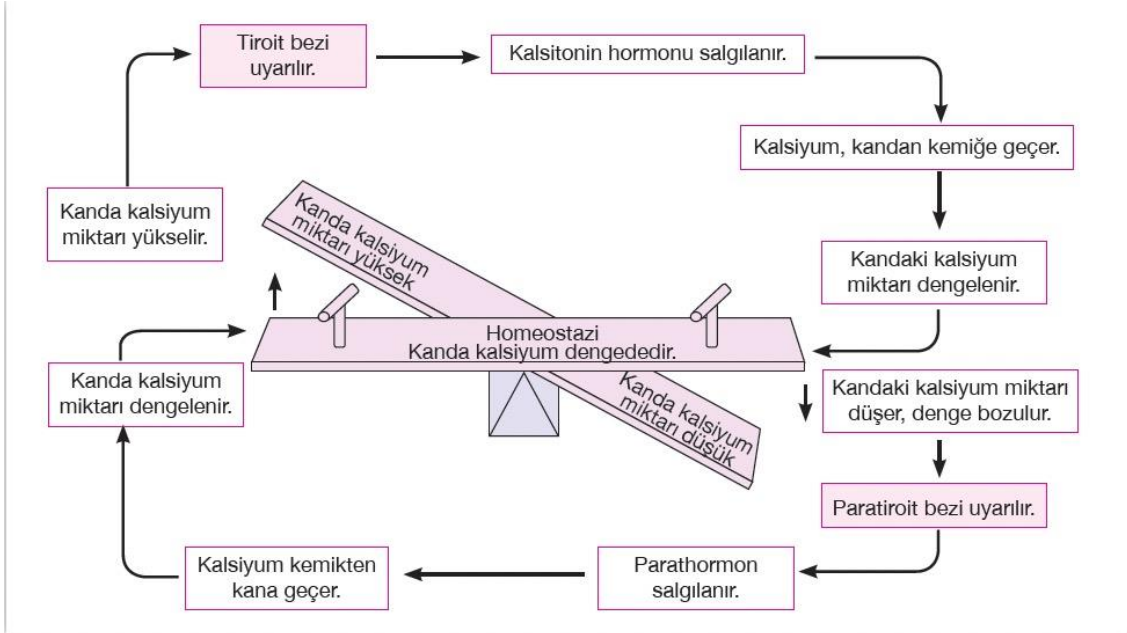 Tiroit bezi
uyarılır.
Kalsitonin hormonu salgılanır.
Kalsiyum, kandan kemiğe geçer.
Kanda kalsiyum
miktarı yükselir.
Kanda kalsiyum
miktarı yüksek
Kandaki kalsiyum
miktarı dengelenir.
Homeostazi
Kanda kalsiyum dengededir.
Kanda kalsiyum
miktarı dengelenir.
Kanda kalsiyum
miktarı düşük
Kandaki kalsiyum miktarı
düşer, denge bozulur.
Paratiroit bezi uyarılır.
Kalsiyum kemikten
kana geçer.
Parathormon
salgılanır.